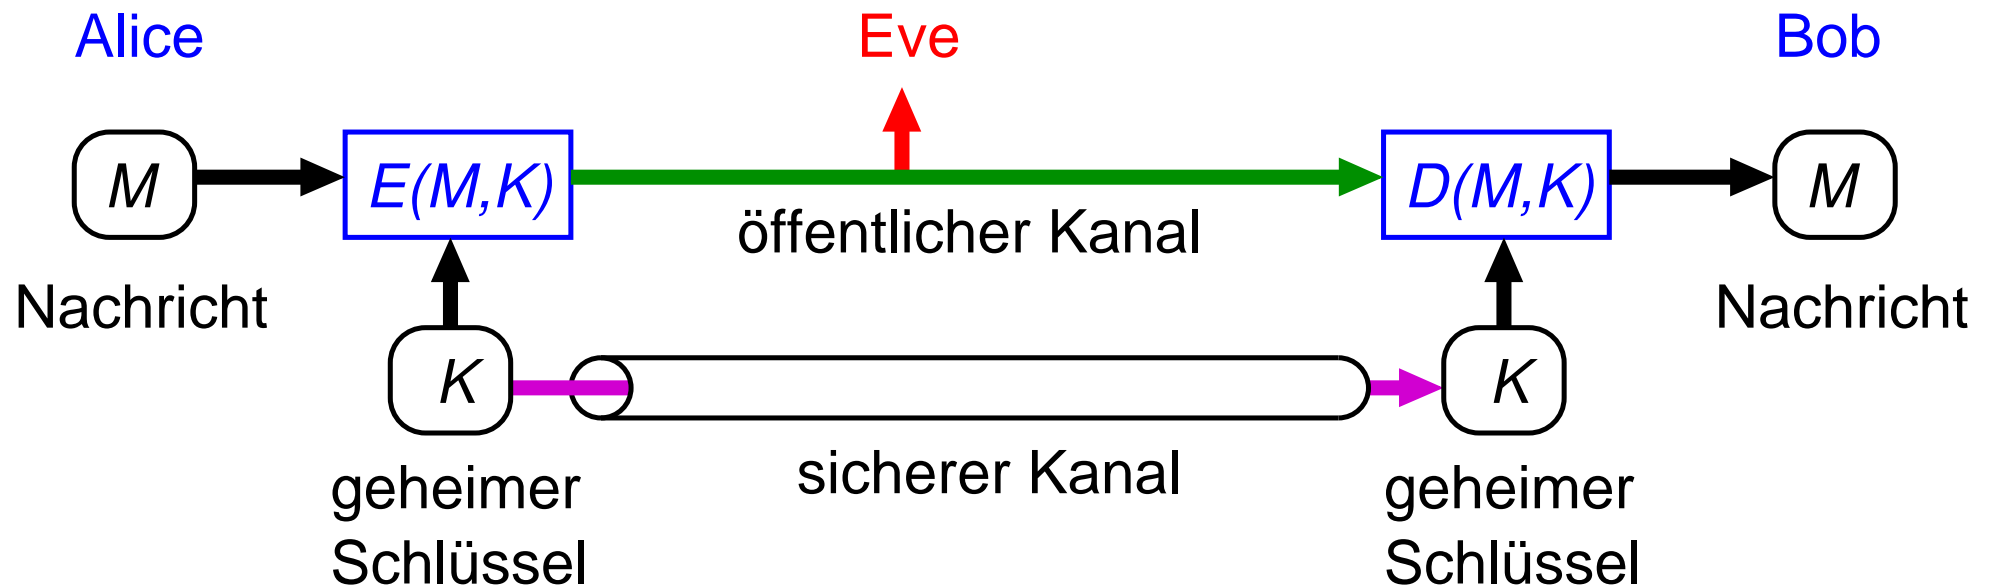 Alice
Eve
Bob
M
E(M,K)
D(M,K)
M
öffentlicher Kanal
Nachricht
Nachricht
K
K
sicherer Kanal
geheimer
Schlüssel
geheimer
Schlüssel